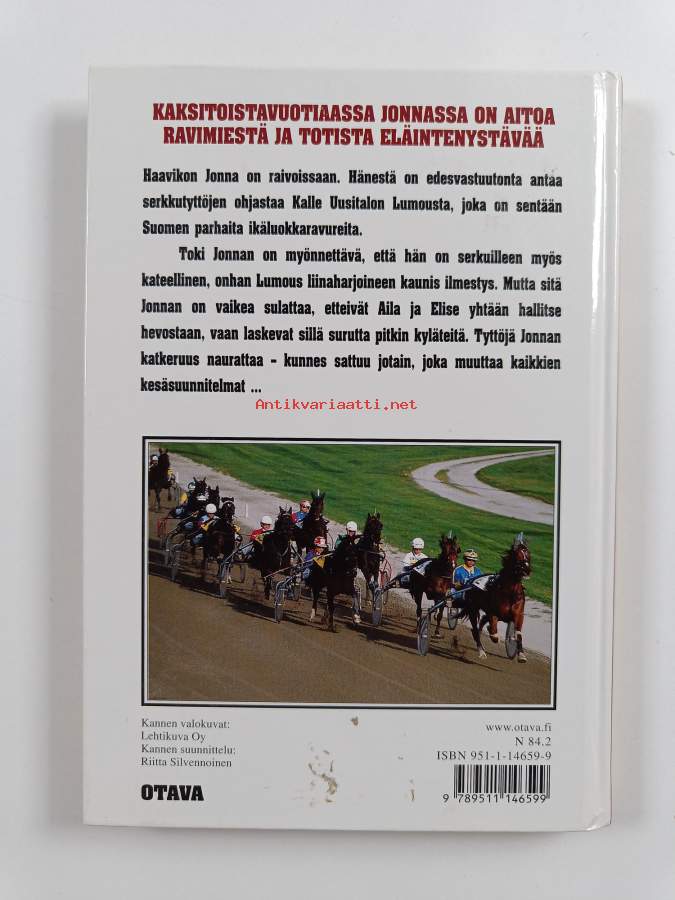 KAKSITOISTAVUOTIAASSA JONNASSA ON AITOA
RAVIMIESTÄ JA TOTISTA ELÄINTENYSTÄVÄÄ
Haavikon Jonna on raivoissaan. Hänestä on edesvastuutonta antaa
serkkutyttöjen ohjastaa Kalle Uusitalon Lumousta, joka on sentään
Suomen parhaita ikäluokkaravureita.
Toki Jonnan on myönnettävä, että hän on serkuilleen myös
kateellinen, onhan Lumous liinaharjoineen kaunis ilmestys. Mutta sitä
Jonnan on vaikea sulattaa, etteivät Aila ja Elise yhtään hallitse
hevostaan, vaan laskevat sillä surutta pitkin kyläteitä. Tyttöjä Jonnan
katkeruus naurattaa - kunnes sattuu jotain, joka muuttaa kaikkien
kesäsuunnitelmat ...
Antikvariaatti.net
Kannen valokuvat:
Lehtikuva Oy
Kannen suunnittelu:
Riitta Silvennoinen
OTAVA
www.otava.fi
N 84.2
ISBN 951-1-14659-9
9 789511 146599